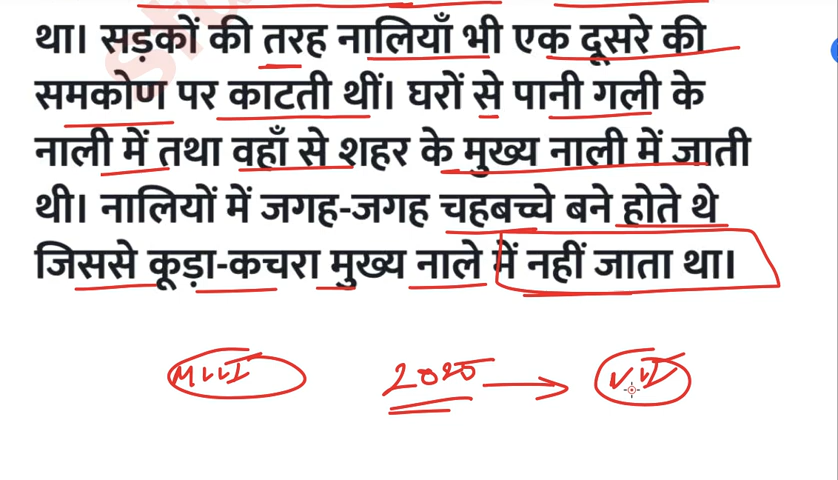 था। सड़कों की तरह नालियाँ भी एक दूसरे की
समकोण पर काटती थीं। घरों से पानी गली के
नाली में तथा वहाँ से शहर के मुख्य नाली में जाती
थी। नालियों में जगह-जगह चहबच्चे बने होते थे
जिससे कूड़ा-कचरा मुख्य नाले में नहीं जाता था।
2025